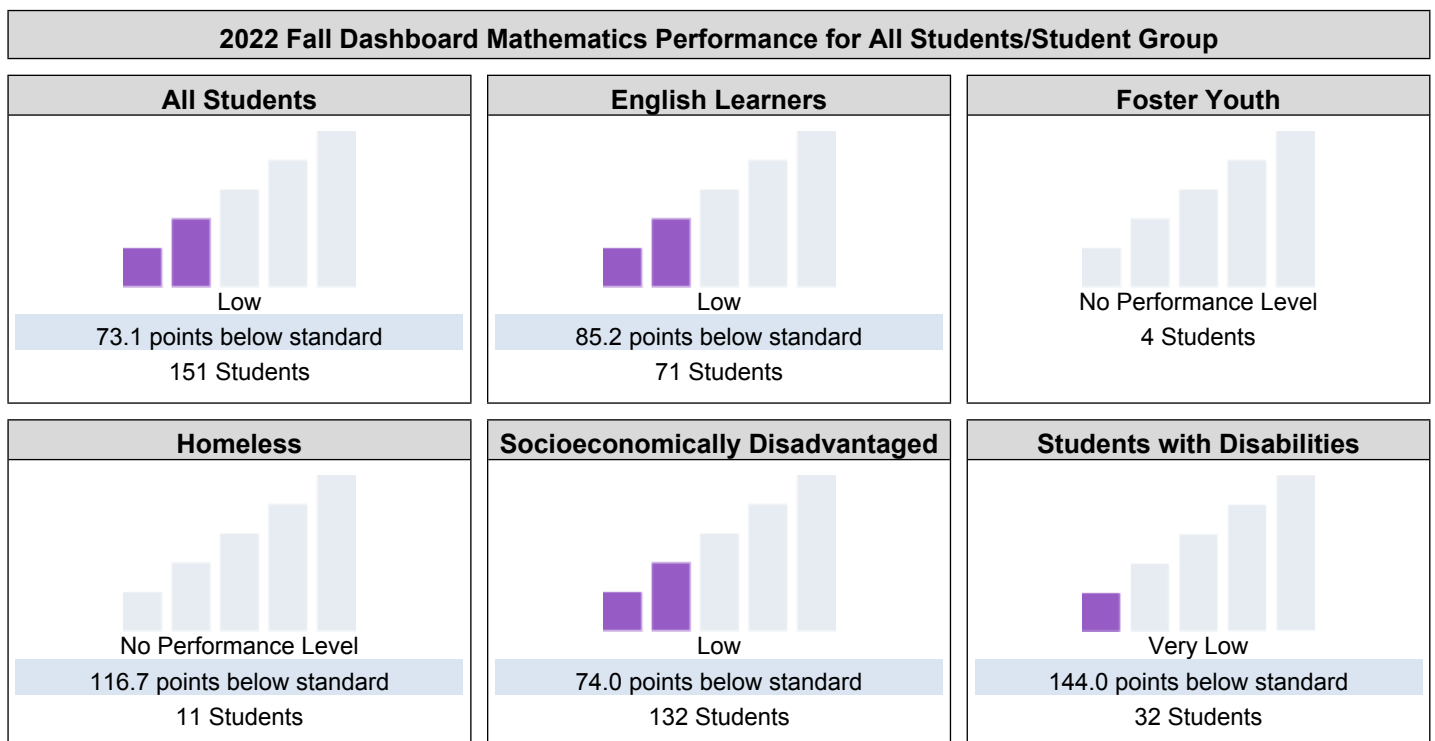 2022 Fall Dashboard Mathematics Performance for All Students/Student Group
All Students
Low
73.1 points below standard
151 Students
English Learners
Low
85.2 points below standard
71 Students
Foster Youth
No Performance Level
4 Students
Homeless
No Performance Level
116.7 points below standard
11 Students
Socioeconomically Disadvantaged
Low
74.0 points below standard
132 Students
Students with Disabilities
Very Low
144.0 points below standard
32 Students